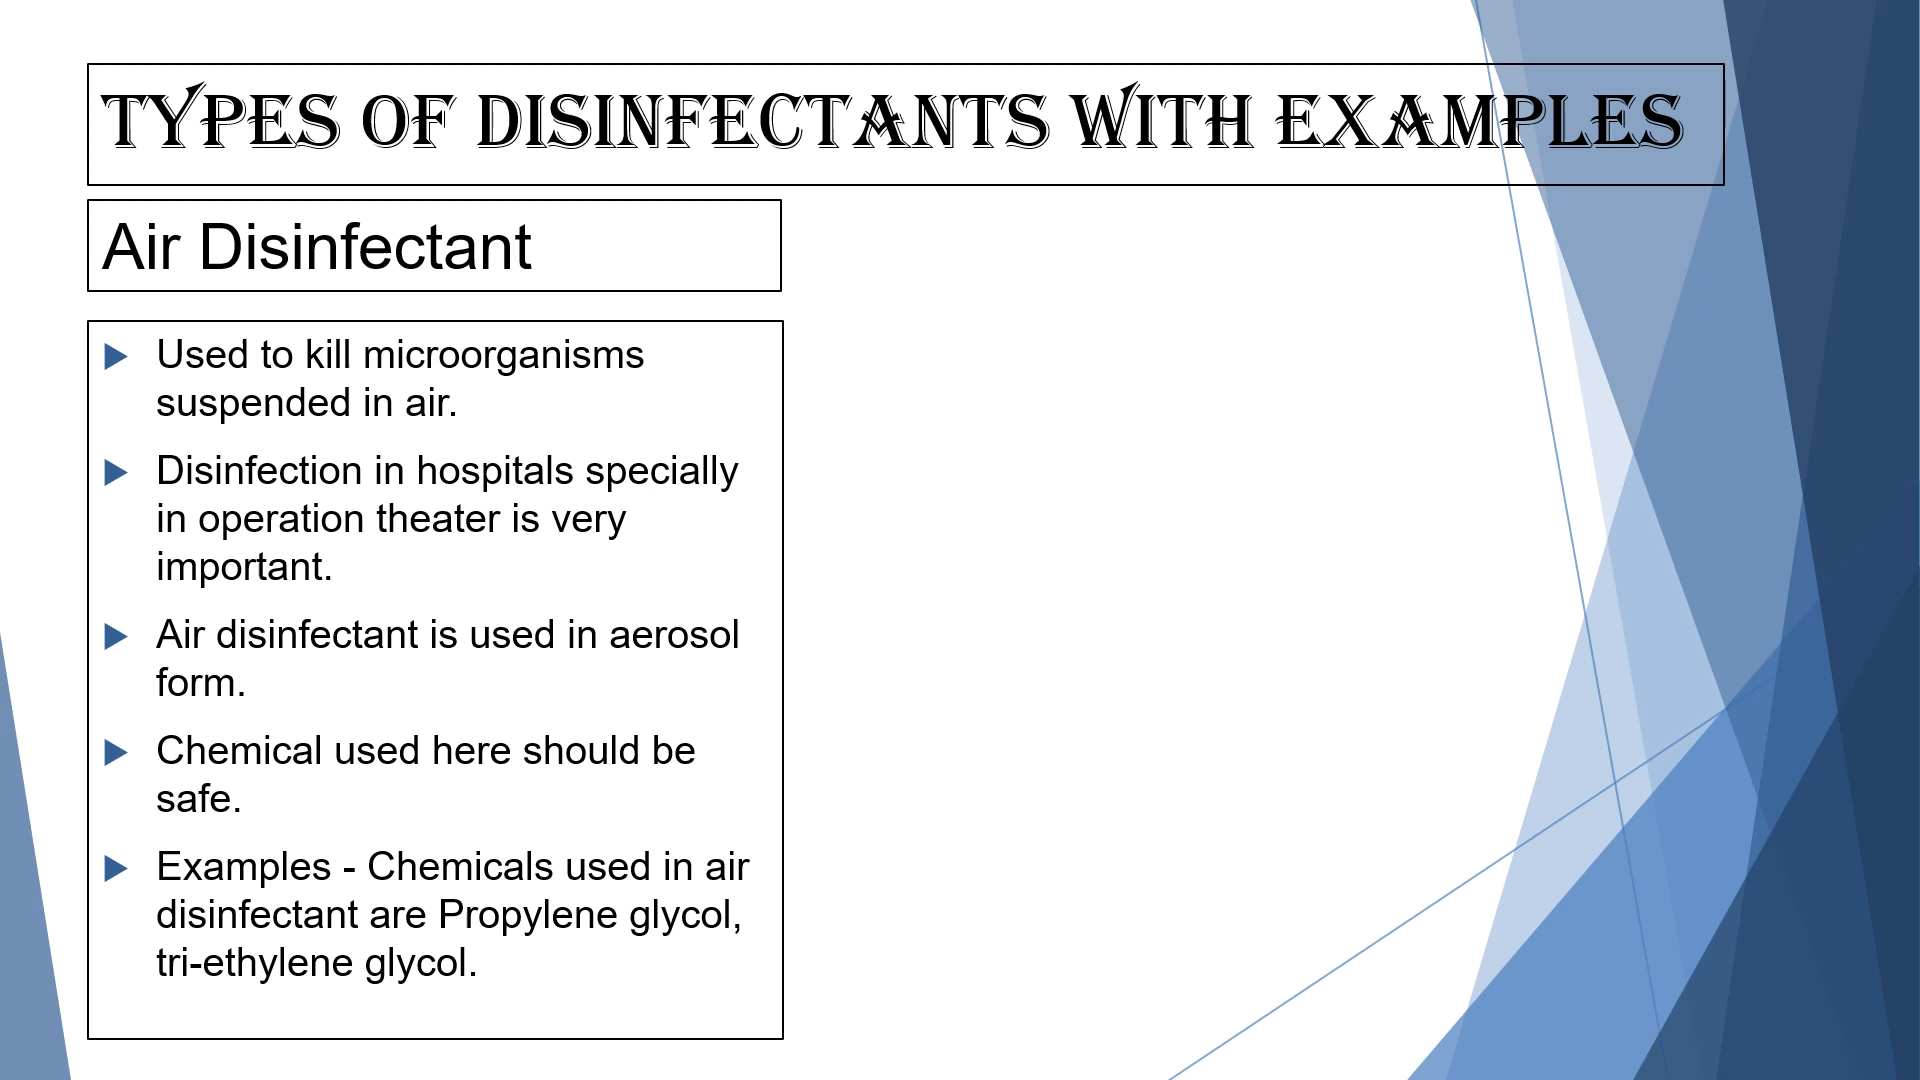 TYPES OF DISINFECTANTS WITH EXAMPLES
Air Disinfectant
Used to kill microorganisms
suspended in air.
Disinfection in hospitals specially
in operation theater is very
important.
Air disinfectant is used in aerosol
form.
Chemical used here should be
safe.
Examples - Chemicals used in air
disinfectant are Propylene glycol,
tri-ethylene glycol.